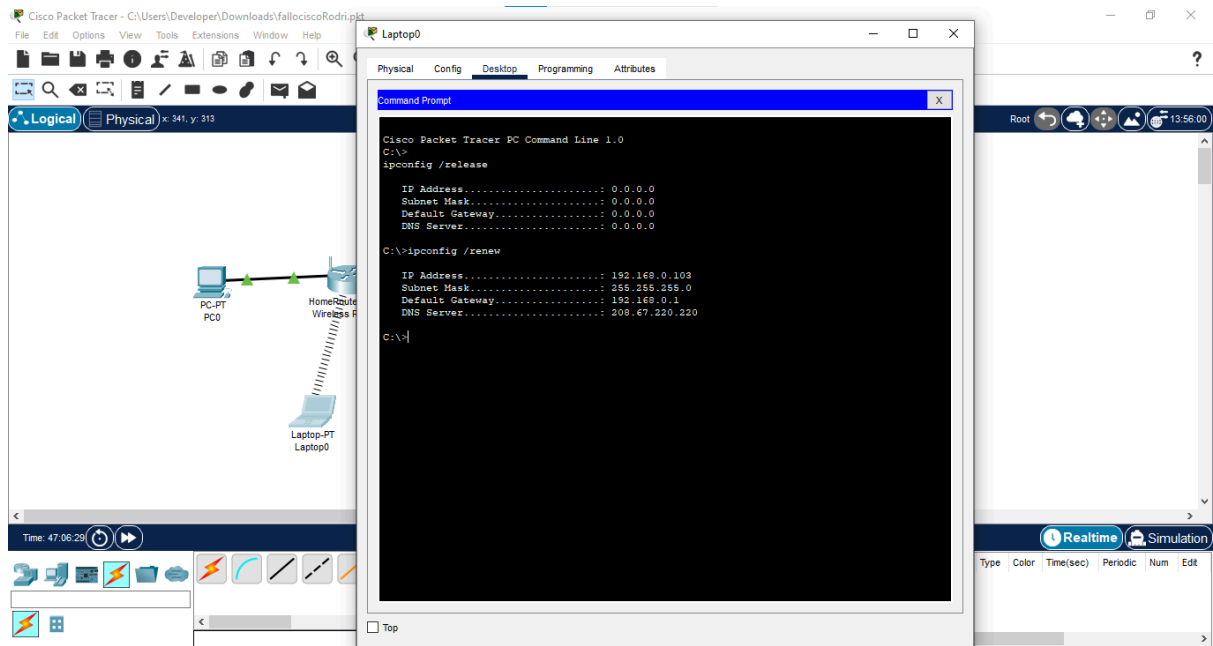 Cisco Packet Tracer - C:\Users\Developer\Downloads\fallociscoRodri.pkt
File Edit Options View Tools Extensions Window Help
?
Logical Physical x: 341, y: 313
Root 13:56:00
PC-PT
PC0
HomeRoute
Wireless
Laptop-PT
Laptop0
Laptop0
Physical Config Desktop Programming Attributes
Command Prompt X
Cisco Packet Tracer PC Command Line 1.0
C:\>
ipconfig /release
IP Address......................: 0.0.0.0
Subnet Mask.....................: 0.0.0.0
Default Gateway.................: 0.0.0.0
DNS Server......................: 0.0.0.0
C:\>ipconfig /renew
IP Address......................: 192.168.0.103
Subnet Mask.....................: 255.255.255.0
Default Gateway.................: 192.168.0.1
DNS Server......................: 208.67.220.220
C:\>
Top
Time: 47:06:29
Realtime Simulation
Type Color Time(sec) Periodic Num Edit